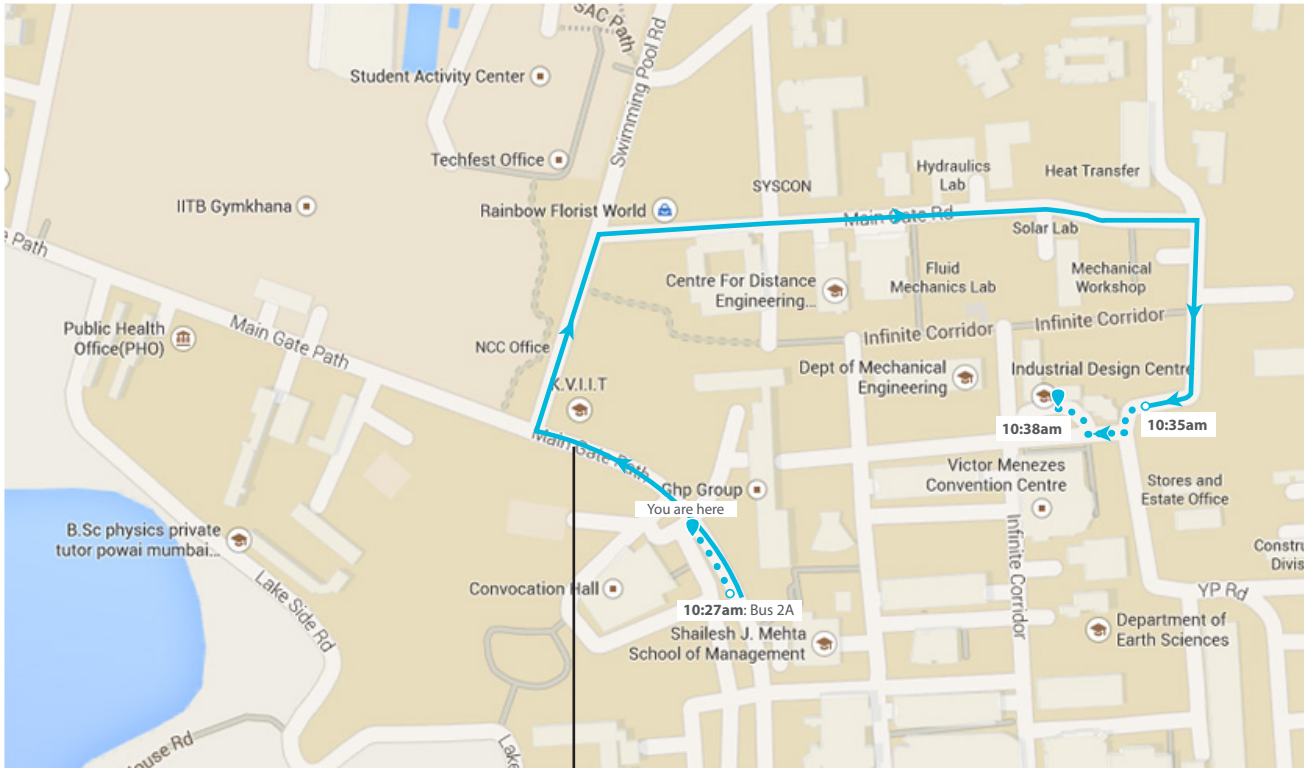 SAC Path
Swimming Pool Rd
Student Activity Center
Techfest Office
Hydraulics
Lab
Heat Transfer
SYSCON
IITB Gymkhana
Rainbow Florist World
Main Gate Rd
Solar Lab
e Path
Centre For Distance
Engineering...
Fluid
Mechanics Lab
Mechanical
Workshop
Public Health
Office(PHO)
Main Gate Path
NCC Office
Infinite Corridor
Infinite Corridor
Dept of Mechanical
Engineering
Industrial Design Centre
K.V.I.I.T
10:38am
10:35am
Main Gate Path
Ghp Group
Victor Menezes
Convention Centre
Stores and
Estate Office
You are here
B.Sc physics private
tutor powai mumbai...
Infinite Corridor
Constru
Divis
Lake Side Rd
Convocation Hall
YP Rd
10:27am: Bus 2A
Shailesh J. Mehta
School of Management
Department of
Earth Sciences
ouse Rd
Lake